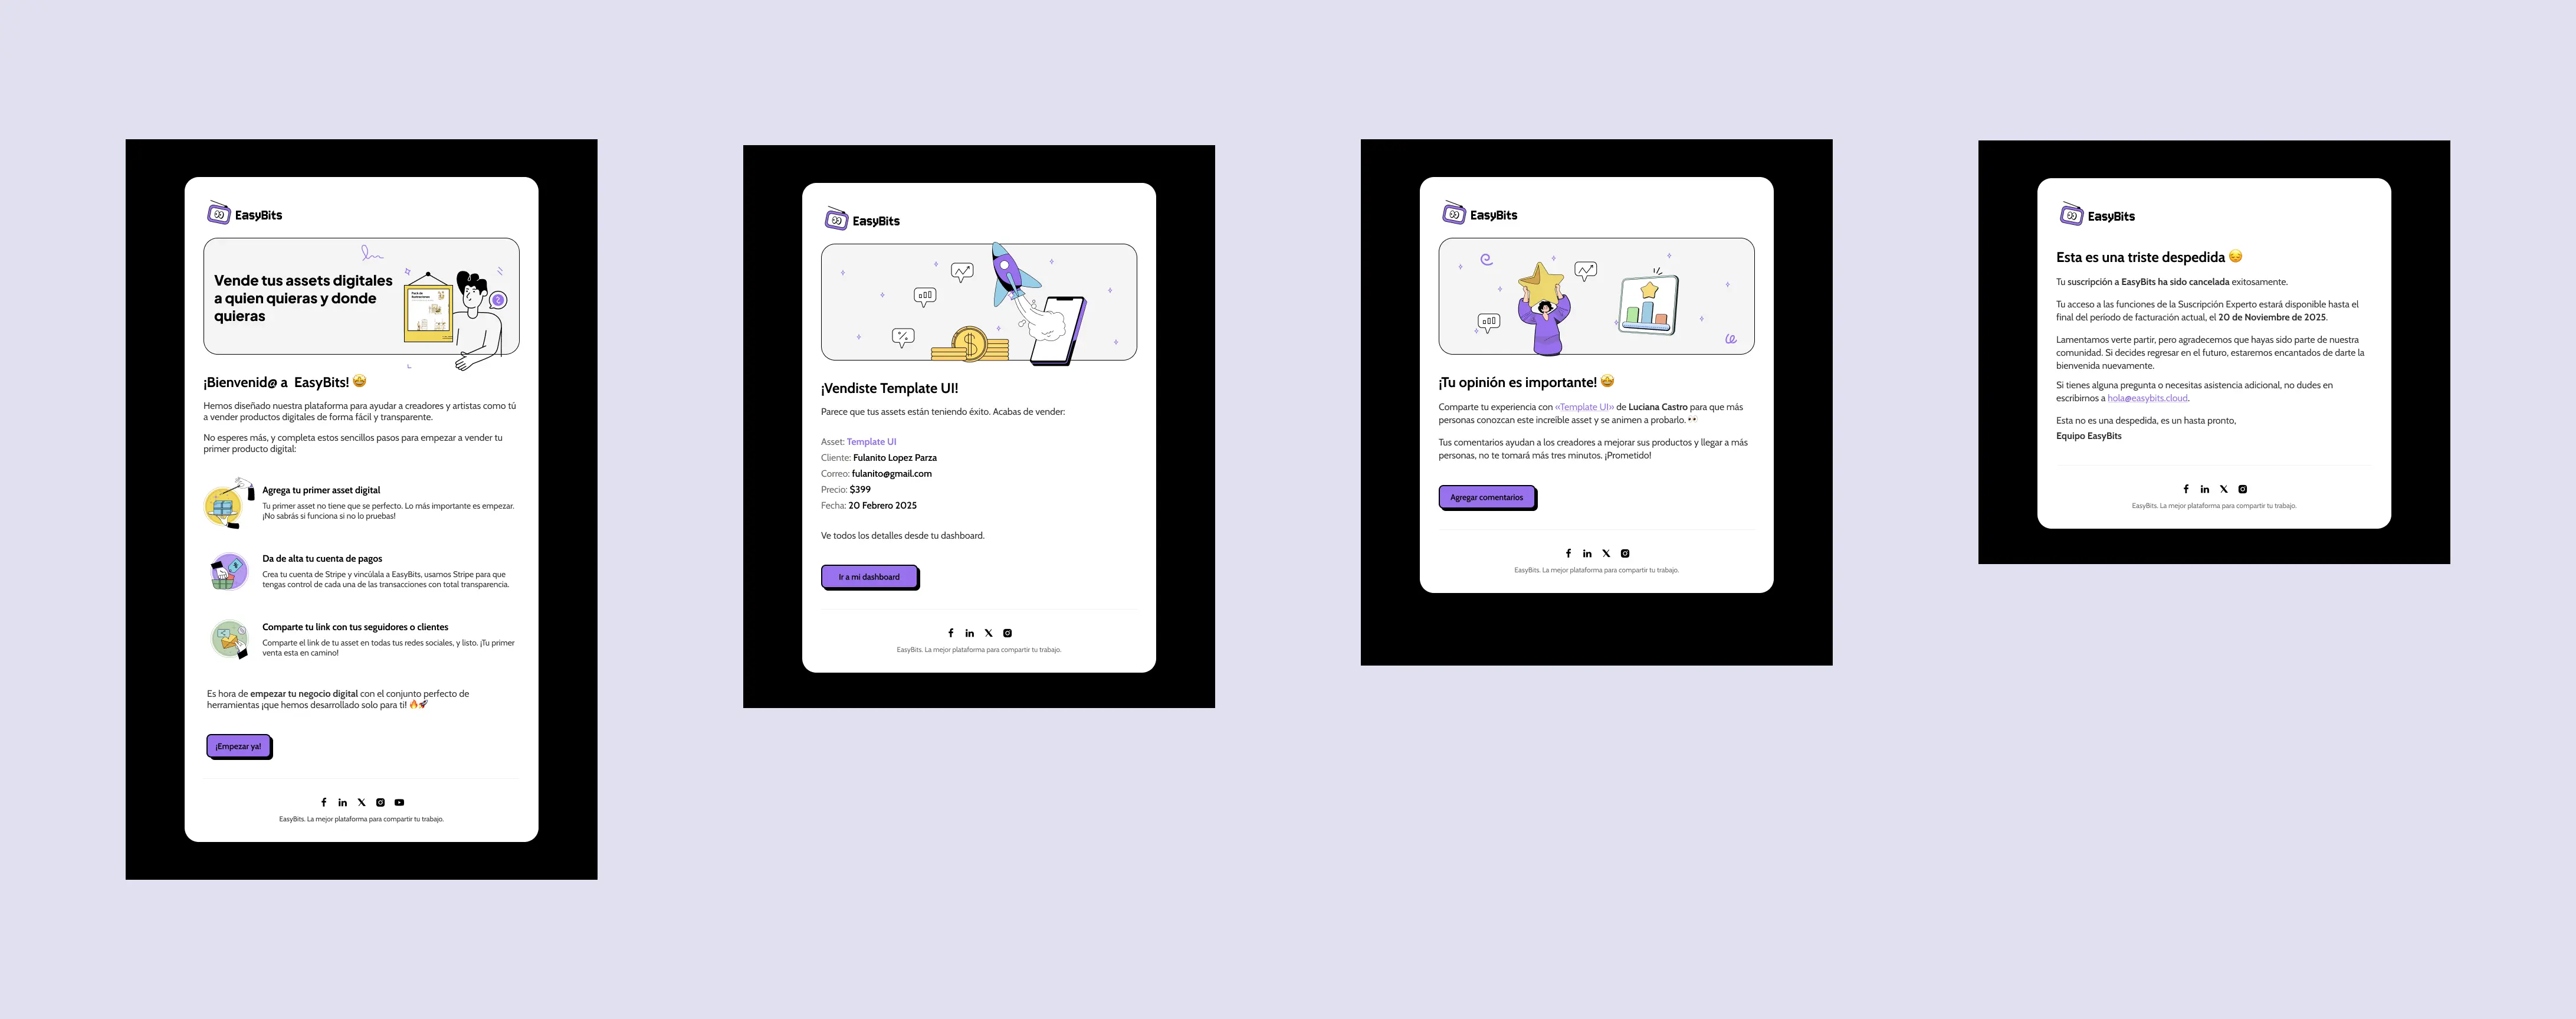 EasyBits
Vende tus assets digitales
a quien quieras y donde
quieras
¡Bienvenid@ a EasyBits! 🤩
Hemos diseñado nuestra plataforma para ayudar a creadores y artistas como tú
a vender productos digitales de forma fácil y transparente.
No esperes más, y completa estos sencillos pasos para empezar a vender tu
primer producto digital:
Agrega tu primer asset digital
Tu primer asset no tiene que se perfecto. Lo más importante es empezar.
¡No sabrás si funciona si no lo pruebas!
Da de alta tu cuenta de pagos
Crea tu cuenta de Stripe y vincúlala a EasyBits, usamos Stripe para que
tengas control de cada una de las transacciones con total transparencia.
Comparte tu link con tus seguidores o clientes
Comparte el link de tu asset en todas tus redes sociales, y listo. ¡Tu primer
venta esta en camino!
Es hora de empezar tu negocio digital con el conjunto perfecto de
herramientas ¡que hemos desarrollado solo para ti! 🔥🚀
¡Empezar ya!
EasyBits. La mejor plataforma para compartir tu trabajo.
EasyBits
¡Vendiste Template UI!
Parece que tus assets están teniendo éxito. Acabas de vender:
Asset: Template UI
Cliente: Fulanito Lopez Parza
Correo: fulanito@gmail.com
Precio: $399
Fecha: 20 Febrero 2025
Ve todos los detalles desde tu dashboard.
Ir a mi dashboard
EasyBits. La mejor plataforma para compartir tu trabajo.
EasyBits
¡Tu opinión es importante! 🤩
Comparte tu experiencia con «Template UI» de Luciana Castro para que más
personas conozcan este increíble asset y se animen a probarlo. 👀
Tus comentarios ayudan a los creadores a mejorar sus productos y llegar a más
personas, no te tomará más tres minutos. ¡Prometido!
Agregar comentarios
EasyBits. La mejor plataforma para compartir tu trabajo.
EasyBits
Esta es una triste despedida 😔
Tu suscripción a EasyBits ha sido cancelada exitosamente.
Tu acceso a las funciones de la Suscripción Experto estará disponible hasta el
final del período de facturación actual, el 20 de Noviembre de 2025.
Lamentamos verte partir, pero agradecemos que hayas sido parte de nuestra
comunidad. Si decides regresar en el futuro, estaremos encantados de darte la
bienvenida nuevamente.
Si tienes alguna pregunta o necesitas asistencia adicional, no dudes en
escribirnos a hola@easybits.cloud.
Esta no es una despedida, es un hasta pronto,
Equipo EasyBits
EasyBits. La mejor plataforma para compartir tu trabajo.